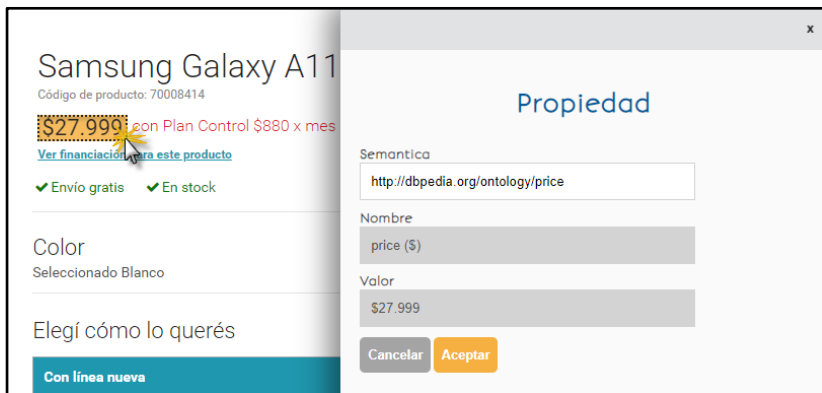 Samsung Galaxy A11
Código de producto: 70008414
$27.999 con Plan Control $880 x mes
Ver financiación para este producto
Envío gratis En stock
Color
Seleccionado Blanco
Elegí cómo lo querés
Con línea nueva
x
Propiedad
Semantica
http://dbpedia.org/ontology/price
Nombre
price ($)
Valor
$27.999
Cancelar Aceptar